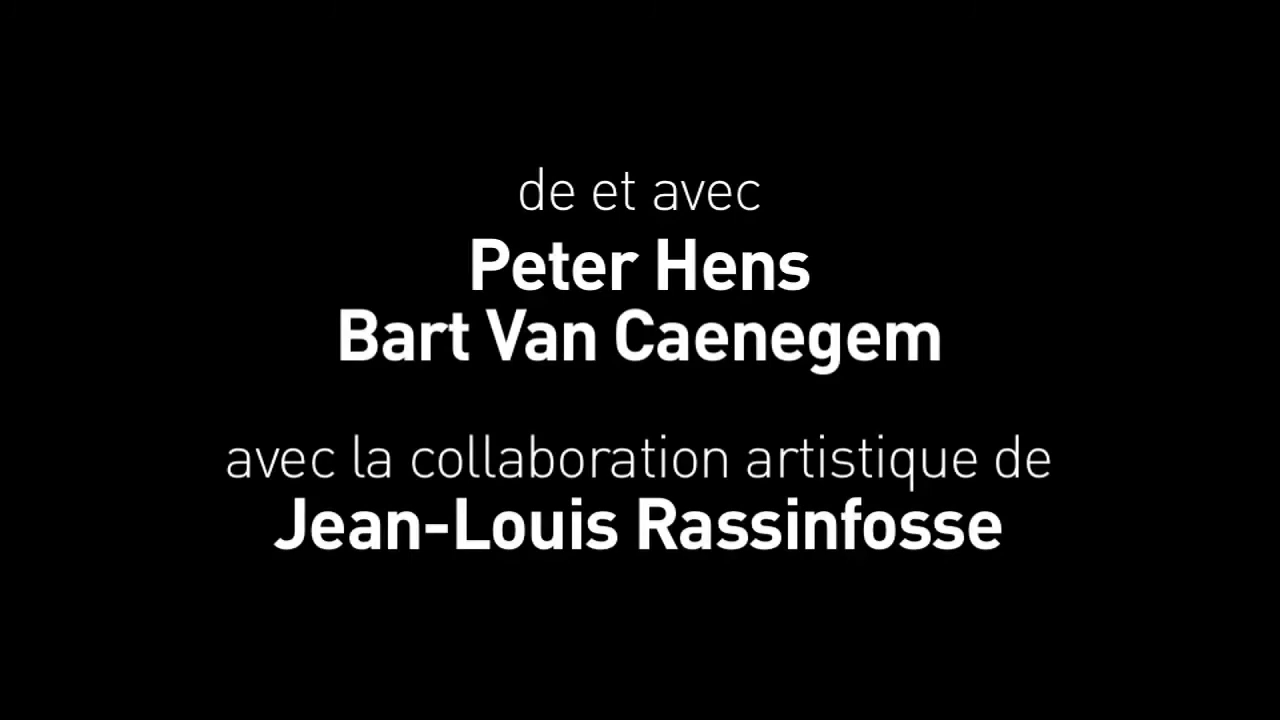 de et avec
Peter Hens
Bart Van Caenegem
avec la collaboration artistique de
Jean-Louis Rassinfosse